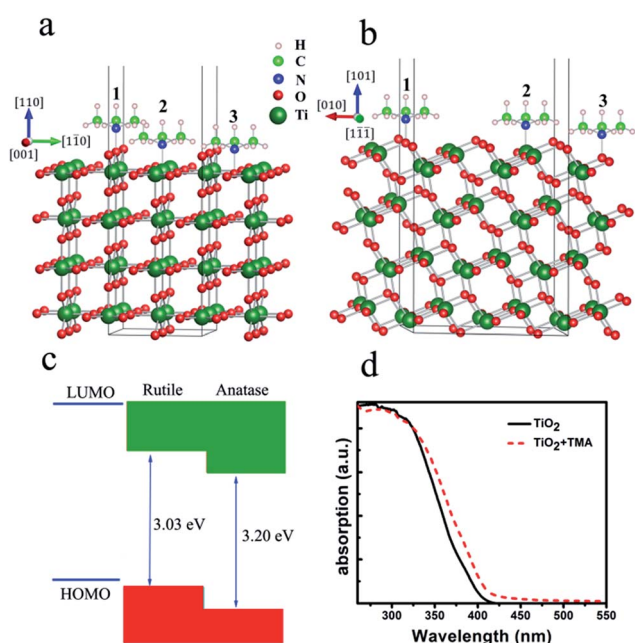 a
H
C
N
O
Ti
[110]
[11̅0]
[001]
1
2
3
b
[101]
[010]
[11̅1̅]
1
2
3
c
LUMO
Rutile
Anatase
3.03 eV
3.20 eV
HOMO
d
TiO₂
TiO₂+TMA
absorption (a.u.)
250 300 350 400 450 500 550
Wavelength (nm)